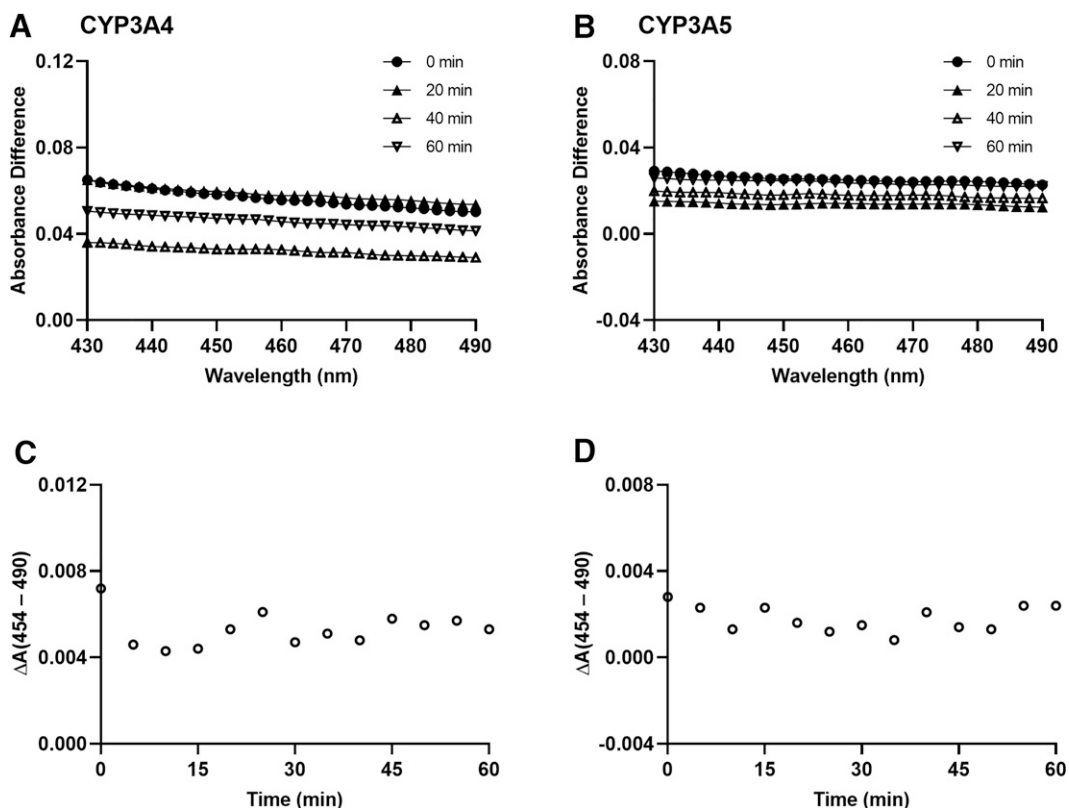 A CYP3A4
0.12
0.08
0.04
0.00
Absorbance Difference
0 min
20 min
40 min
60 min
430 440 450 460 470 480 490
Wavelength (nm)
B CYP3A5
0.08
0.04
0.00
-0.04
Absorbance Difference
0 min
20 min
40 min
60 min
430 440 450 460 470 480 490
Wavelength (nm)
C
0.012
0.008
0.004
0.000
ΔA(454 – 490)
0 15 30 45 60
Time (min)
D
0.008
0.004
0.000
-0.004
ΔA(454 – 490)
0 15 30 45 60
Time (min)